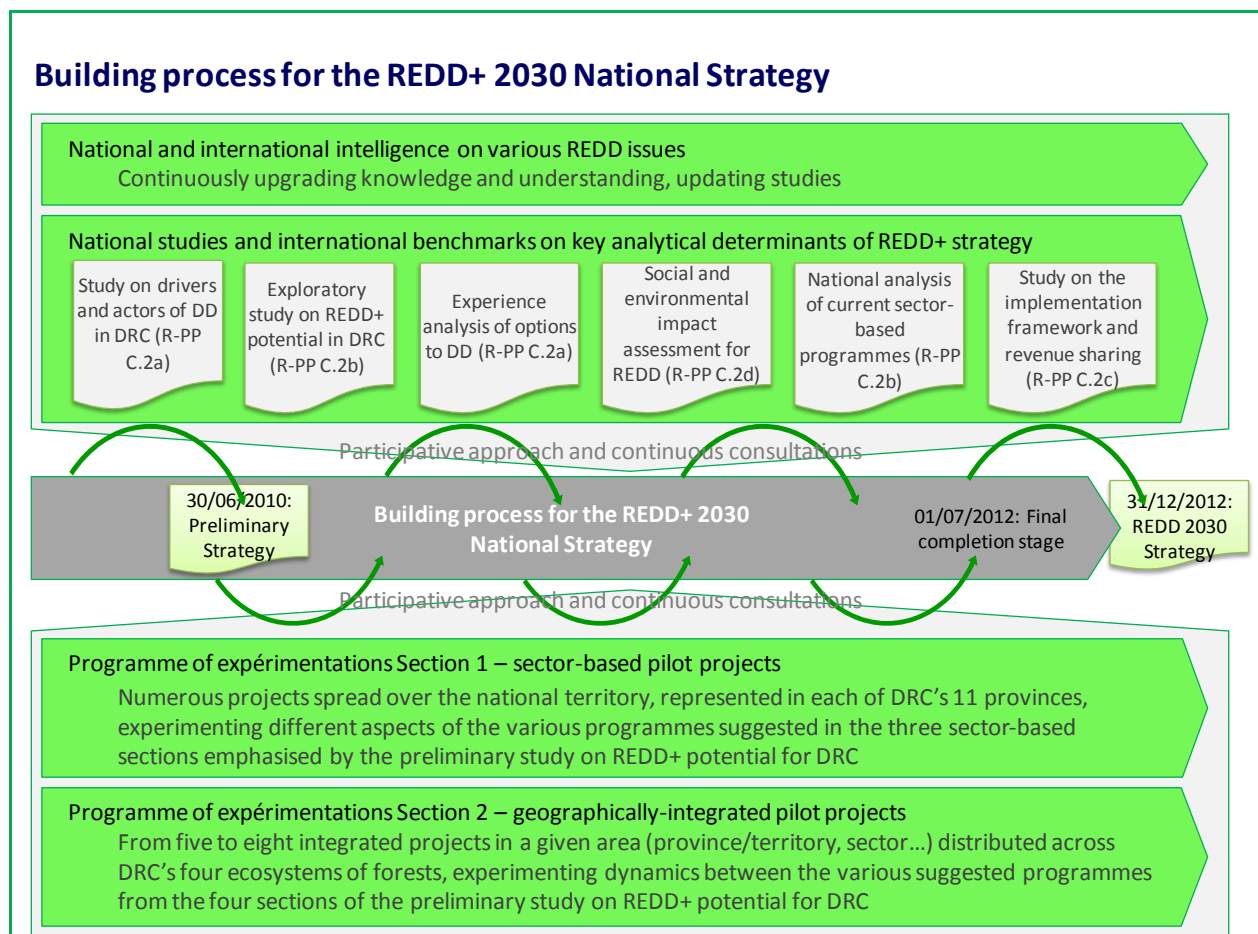 Building process for the REDD+ 2030 National Strategy
National and international intelligence on various REDD issues
Continuously upgrading knowledge and understanding, updating studies
National studies and international benchmarks on key analytical determinants of REDD+ strategy
Study on drivers
and actors of DD
in DRC (R-PP
C.2a)
Exploratory
study on REDD+
potential in DRC
(R-PP C.2b)
Experience
analysis of options
to DD (R-PP C.2a)
Social and
environmental
impact
assessment for
REDD (R-PP C.2d)
National analysis
of current sector-
based
programmes (R-PP
C.2b)
Study on the
implementation
framework and
revenue sharing
(R-PP C.2c)
Participative approach and continuous consultations
30/06/2010:
Preliminary
Strategy
Building process for the REDD+ 2030
National Strategy
01/07/2012: Final
completion stage
31/12/2012:
REDD 2030
Strategy
Participative approach and continuous consultations
Programme of expérimentations Section 1 – sector-based pilot projects
Numerous projects spread over the national territory, represented in each of DRC's 11 provinces,
experimenting different aspects of the various programmes suggested in the three sector-based
sections emphasised by the preliminary study on REDD+ potential for DRC
Programme of expérimentations Section 2 – geographically-integrated pilot projects
From five to eight integrated projects in a given area (province/territory, sector…) distributed across
DRC's four ecosystems of forests, experimenting dynamics between the various suggested programmes
from the four sections of the preliminary study on REDD+ potential for DRC